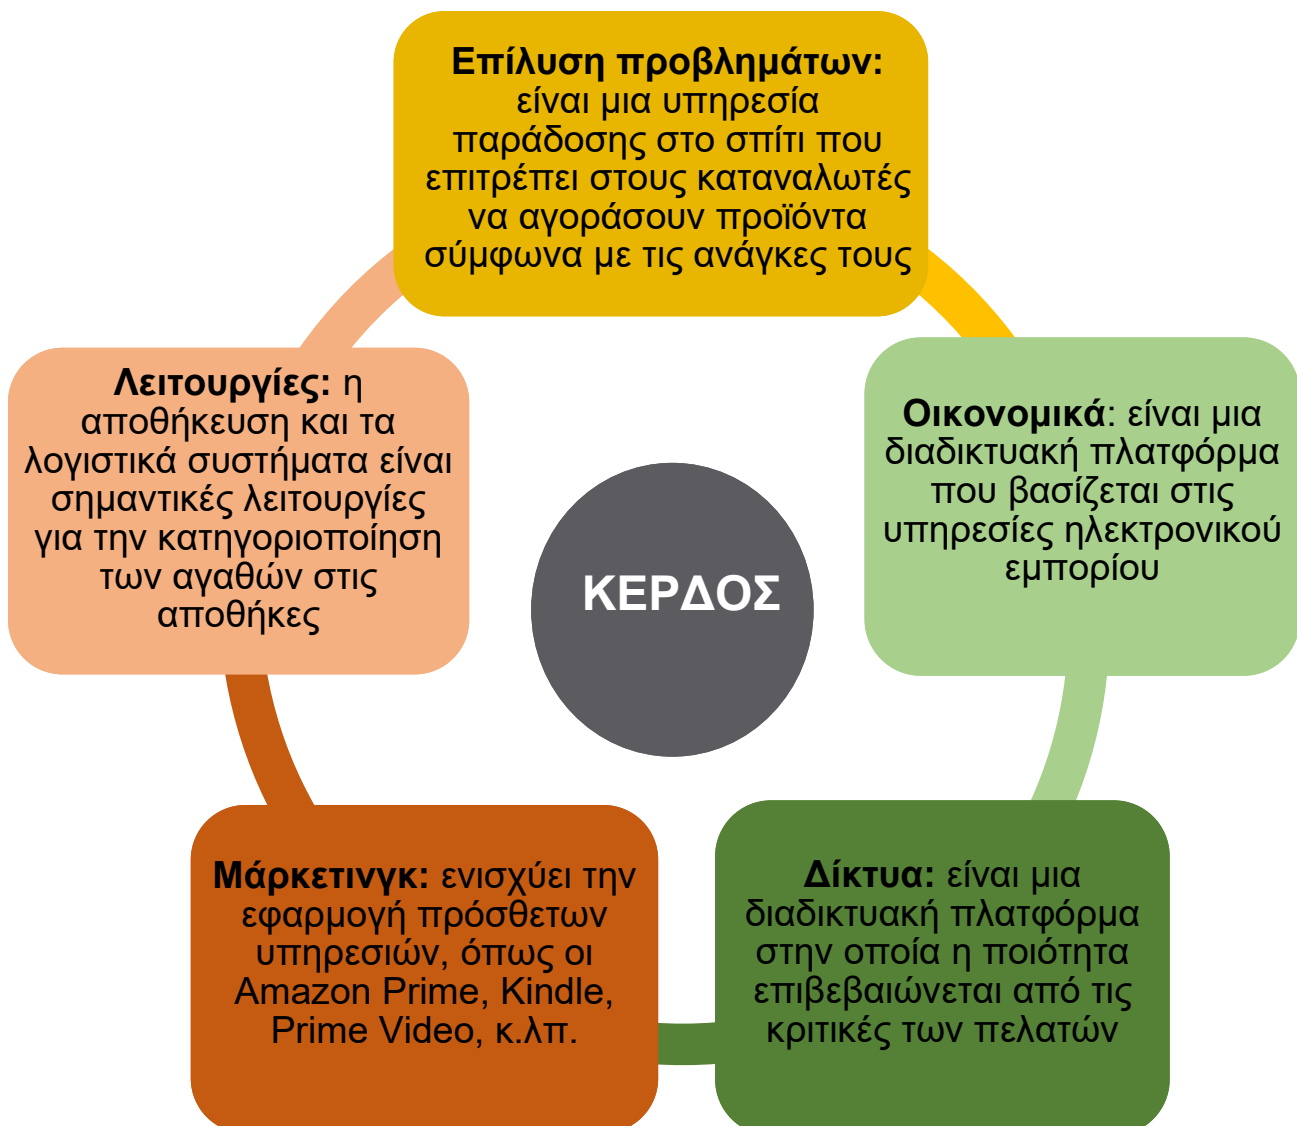 Επίλυση προβλημάτων:
είναι μια υπηρεσία
παράδοσης στο σπίτι που
επιτρέπει στους καταναλωτές
να αγοράσουν προϊόντα
σύμφωνα με τις ανάγκες τους
Οικονομικά: είναι μια
διαδικτυακή πλατφόρμα
που βασίζεται στις
υπηρεσίες ηλεκτρονικού
εμπορίου
Δίκτυα: είναι μια
διαδικτυακή πλατφόρμα
στην οποία η ποιότητα
επιβεβαιώνεται από τις
κριτικές των πελατών
Μάρκετινγκ: ενισχύει την
εφαρμογή πρόσθετων
υπηρεσιών, όπως οι
Amazon Prime, Kindle,
Prime Video, κ.λπ.
Λειτουργίες: η
αποθήκευση και τα
λογιστικά συστήματα είναι
σημαντικές λειτουργίες
για την κατηγοριοποίηση
των αγαθών στις
αποθήκες
ΚΕΡΔΟΣ